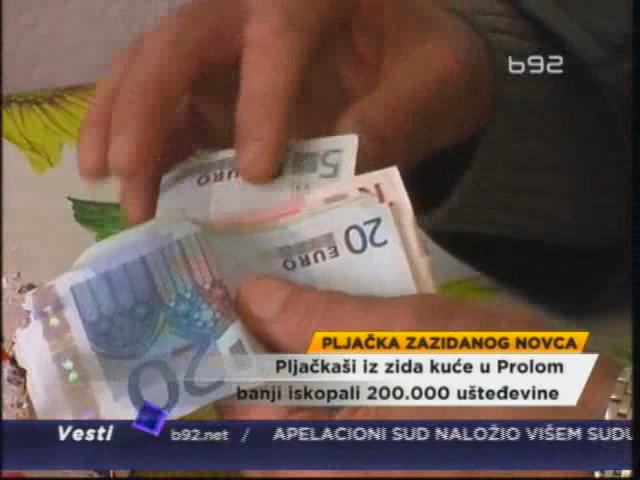 b92
5
EURO
20
EURO
20
PLJAČKA ZAZIDANOG NOVCA
Pljačkaši iz zida kuće u Prolom
banji iskopali 200.000 ušteđevine
Vesti b92.net / APELACIONI SUD NALOŽIO VIŠEM SUDU